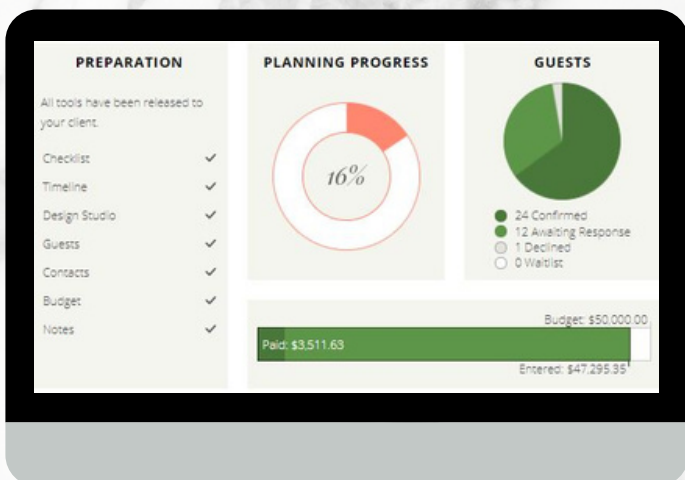 PREPARATION
All tools have been released to
your client.
Checklist
Timeline
Design Studio
Guests
Contacts
Budget
Notes
PLANNING PROGRESS
16%
GUESTS
24 Confirmed
12 Awaiting Response
1 Declined
0 Waitlist
Budget: $50,000.00
Paid: $3,511.63
Entered: $47,295.35